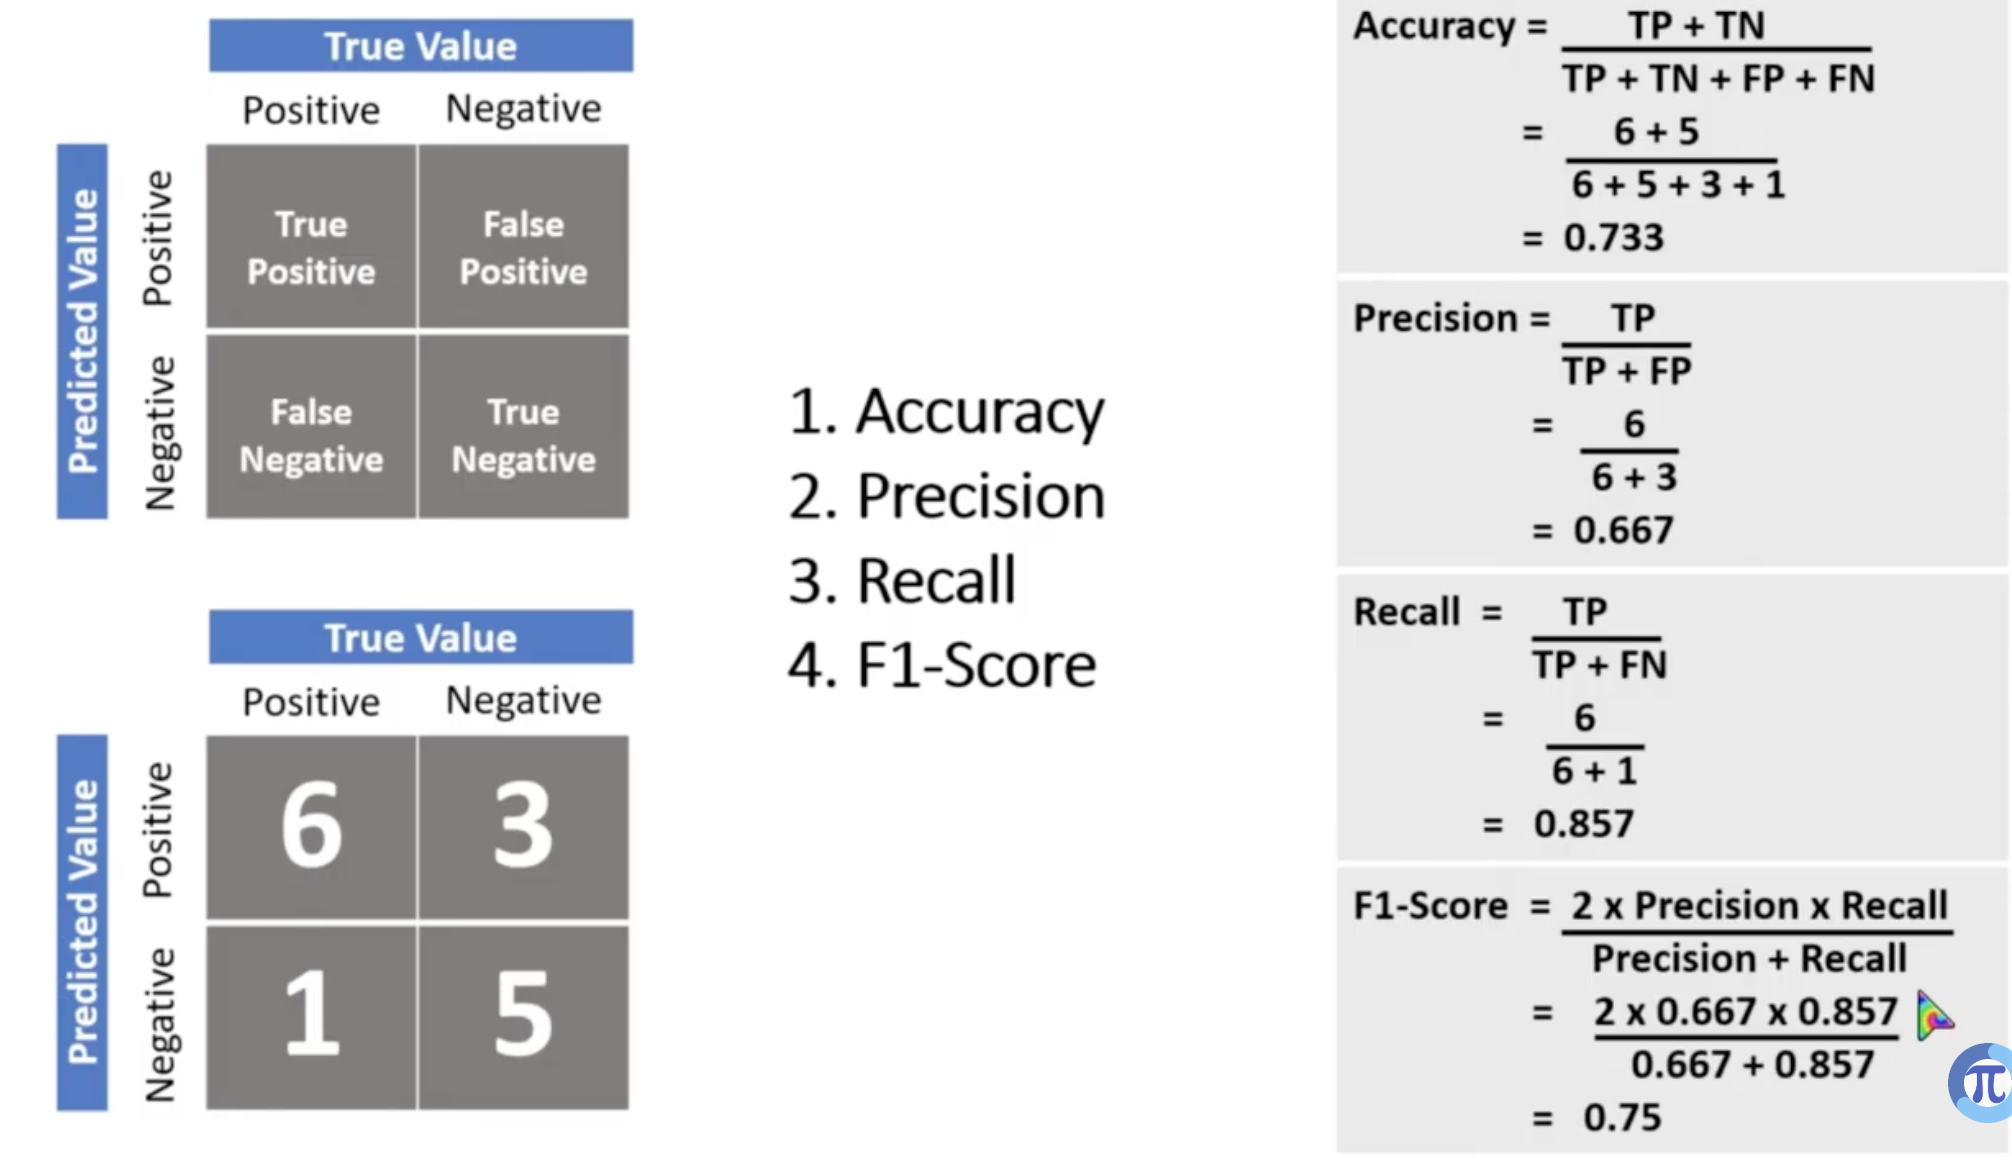 True Value
Positive Negative
Predicted Value
Positive
True
Positive
False
Positive
Negative
False
Negative
True
Negative
True Value
Positive Negative
Predicted Value
Positive
6 3
Negative
1 5
1. Accuracy
2. Precision
3. Recall
4. F1-Score
Accuracy = TP + TN
TP + TN + FP + FN
= 6 + 5
6 + 5 + 3 + 1
= 0.733
Precision = TP
TP + FP
= 6
6 + 3
= 0.667
Recall = TP
TP + FN
= 6
6 + 1
= 0.857
F1-Score = 2 x Precision x Recall
Precision + Recall
= 2 x 0.667 x 0.857
0.667 + 0.857
= 0.75
π